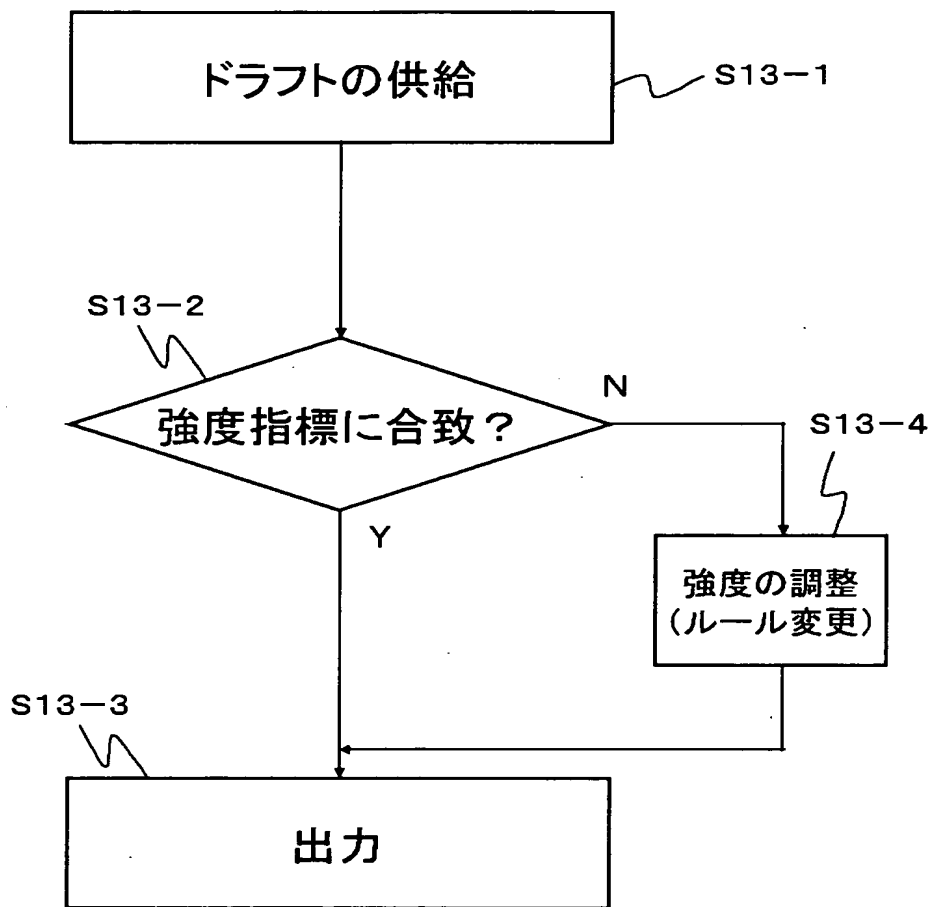 ドラフトの供給
S13-1
S13-2
強度指標に合致?
N
S13-4
Y
強度の調整
(ルール変更)
S13-3
出力